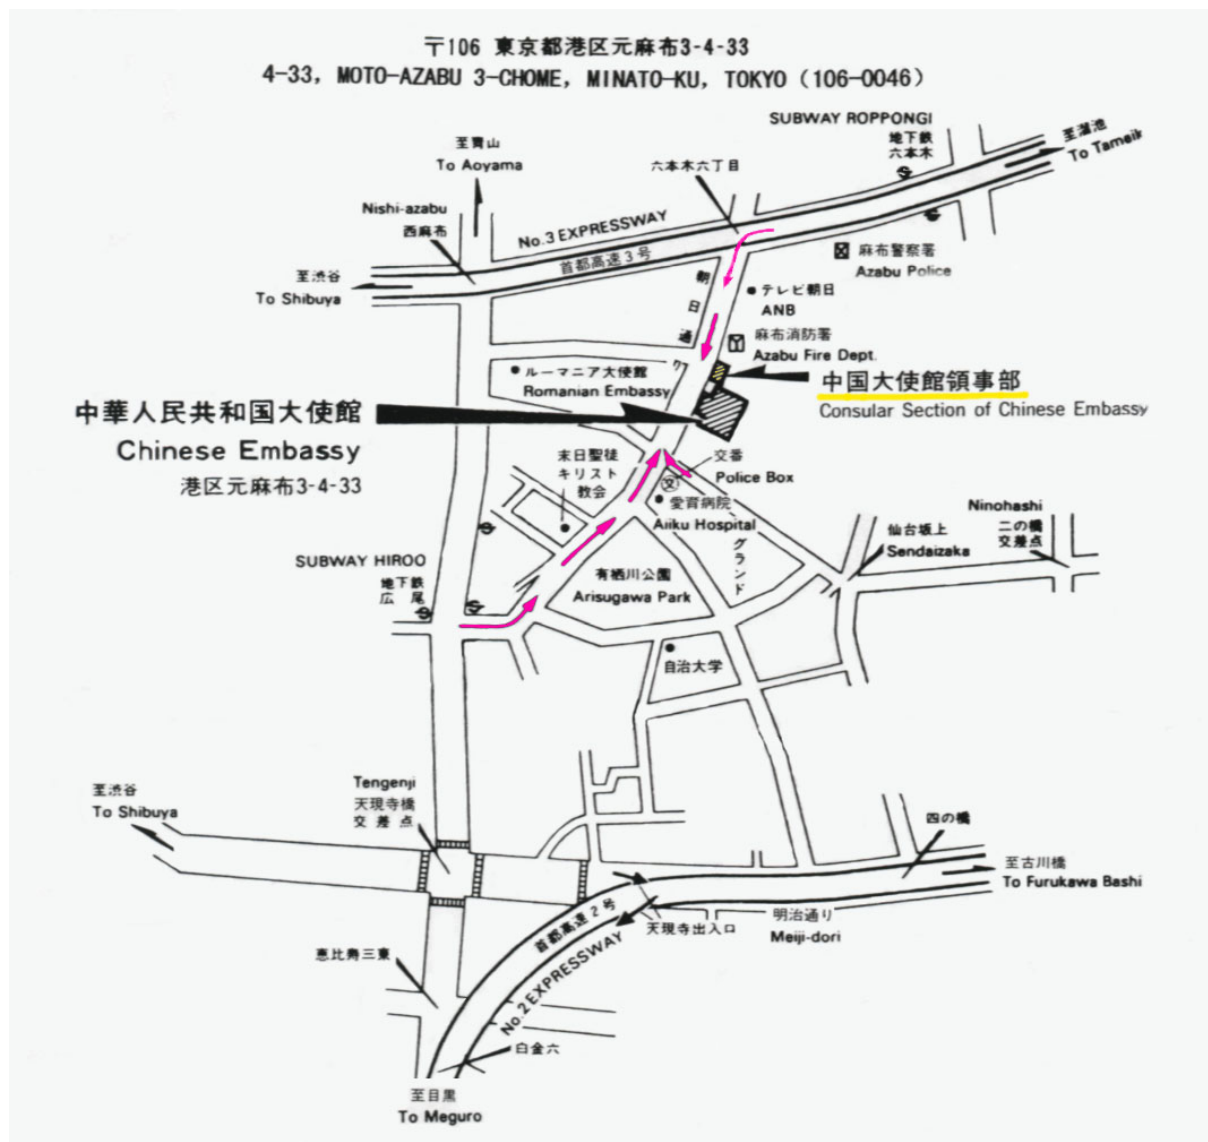 〒106 東京都港区元麻布3-4-33
4-33, MOTO-AZABU 3-CHOME, MINATO-KU, TOKYO (106-0046)
SUBWAY ROPPONGI
地下鉄
六本木
至溜池
To Tameik
至青山
To Aoyama
六本木六丁目
Nishi-azabu
西麻布
No.3 EXPRESSWAY
首都高速3号
麻布警察署
Azabu Police
至渋谷
To Shibuya
朝日通り
テレビ朝日
ANB
麻布消防署
Azabu Fire Dept.
ルーマニア大使館
Romanian Embassy
中国大使館領事部
Consular Section of Chinese Embassy
中華人民共和国大使館
Chinese Embassy
港区元麻布3-4-33
末日聖徒
キリスト
教会
交番
Police Box
愛育病院
Aiiku Hospital
グランド
Ninohashi
二の橋
交差点
仙台坂上
Sendaizaka
SUBWAY HIROO
地下鉄
広尾
有栖川公園
Arisugawa Park
自治大学
Tengenji
天現寺橋
交差点
至渋谷
To Shibuya
四の橋
至古川橋
To Furukawa Bashi
首都高速2号
No.2 EXPRESSWAY
天現寺出入口
明治通り
Meiji-dori
恵比寿三東
白金六
至目黒
To Meguro